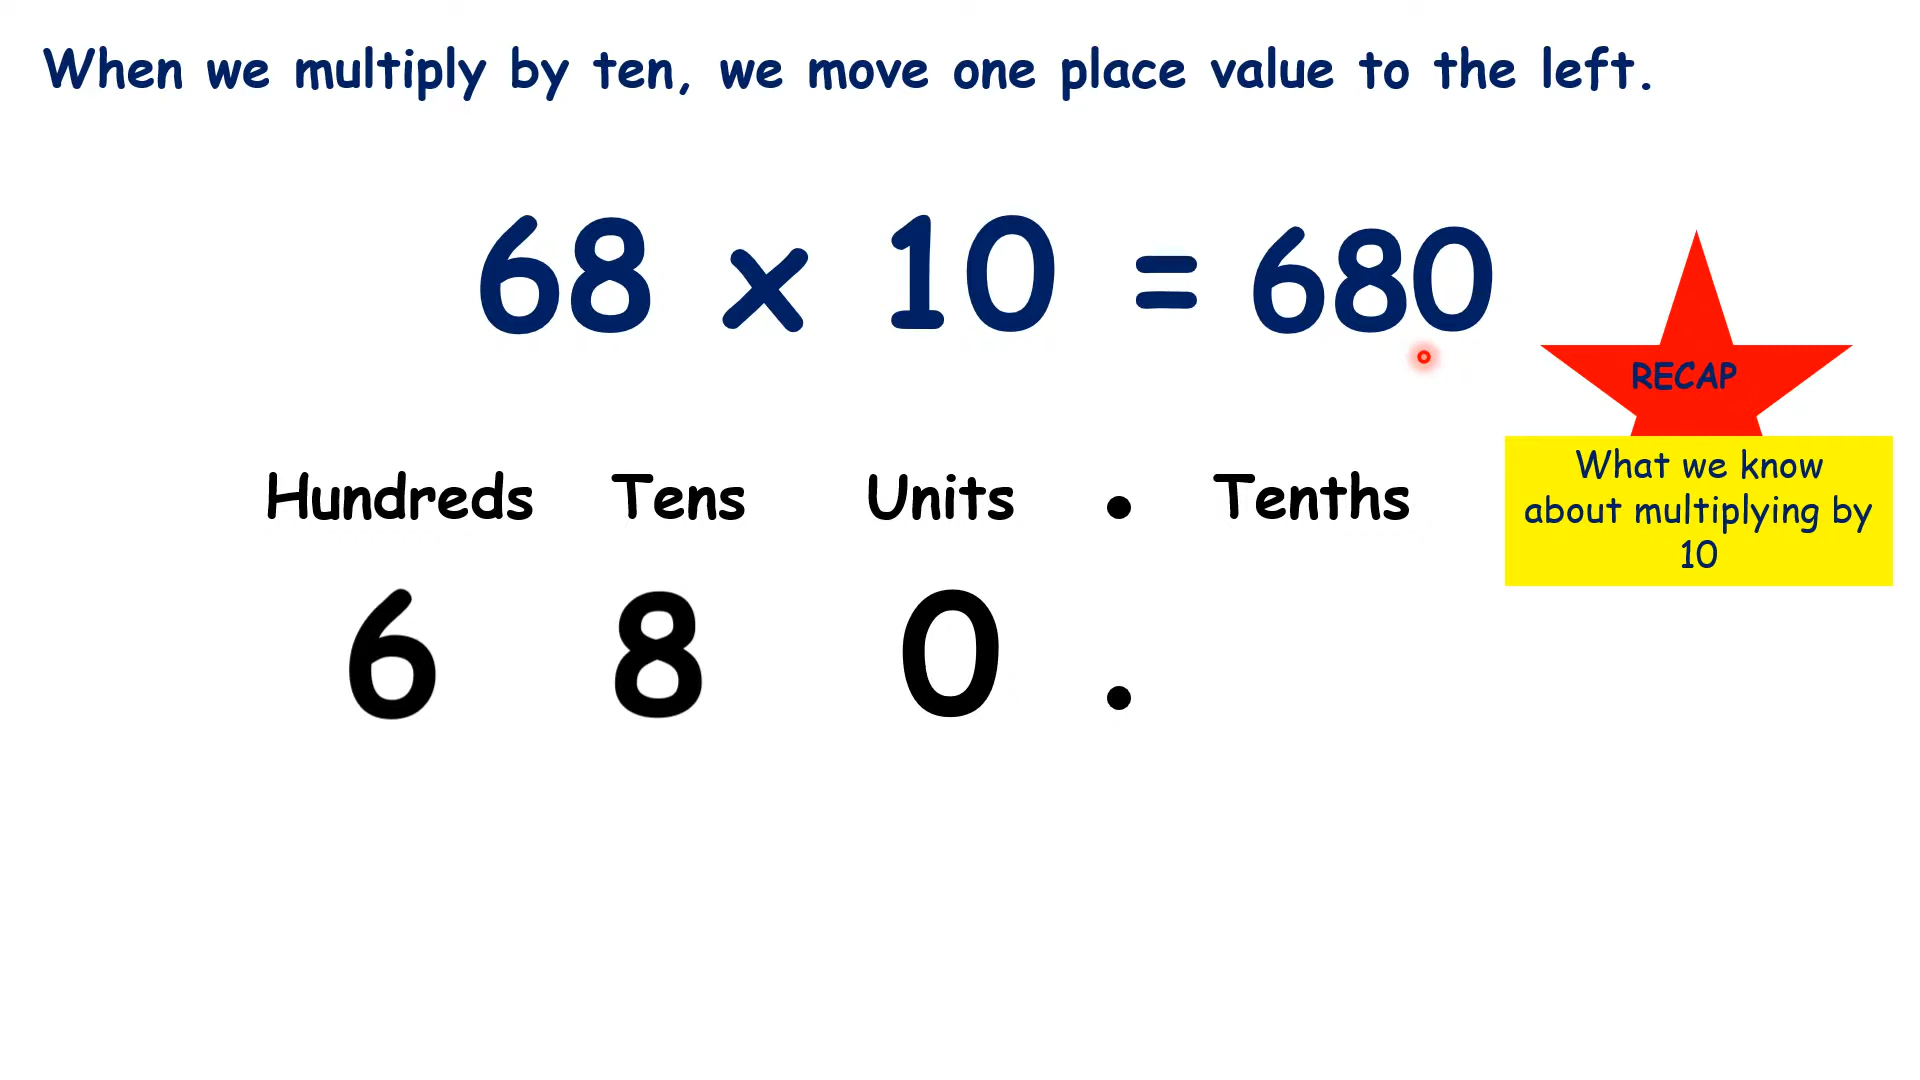 When we multiply by ten, we move one place value to the left.
68 x 10 = 680
RECAP
Hundreds Tens Units . Tenths
What we know
about multiplying by
10
6 8 0 .